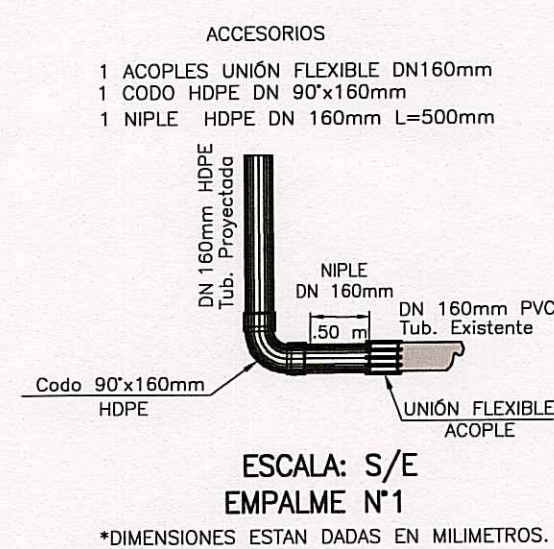 ACCESORIOS
1 ACOPLES UNIÓN FLEXIBLE DN160mm
1 CODO HDPE DN 90°x160mm
1 NIPLE HDPE DN 160mm L=500mm
DN 160mm HDPE
Tub. Proyectada
NIPLE
DN 160mm
.50 m
DN 160mm PVC
Tub. Existente
Codo 90°x160mm
HDPE
UNIÓN FLEXIBLE
ACOPLE
ESCALA: S/E
EMPALME N°1
*DIMENSIONES ESTAN DADAS EN MILIMETROS.